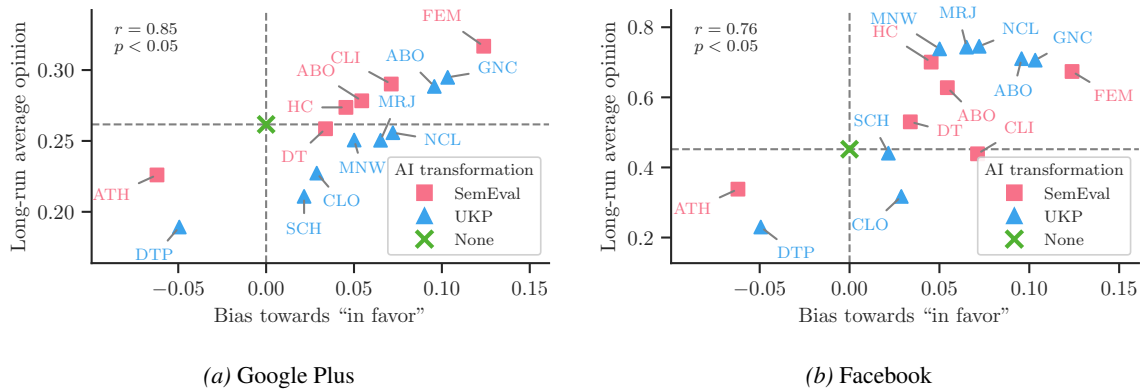 r = 0.85
p < 0.05
FEM
ABO
CLI
ABO
GNC
HC
MRJ
DT
MNW
NCL
ATH
CLO
SCH
DTP
AI transformation
SemEval
UKP
None
0.30
0.25
0.20
Long-run average opinion
−0.05
0.00
0.05
0.10
0.15
Bias towards “in favor”
(a) Google Plus
r = 0.76
p < 0.05
MNW
MRJ
NCL
HC
GNC
ABO
FEM
ABO
SCH
DT
CLI
ATH
CLO
DTP
AI transformation
SemEval
UKP
None
0.8
0.6
0.4
0.2
Long-run average opinion
−0.05
0.00
0.05
0.10
0.15
Bias towards “in favor”
(b) Facebook